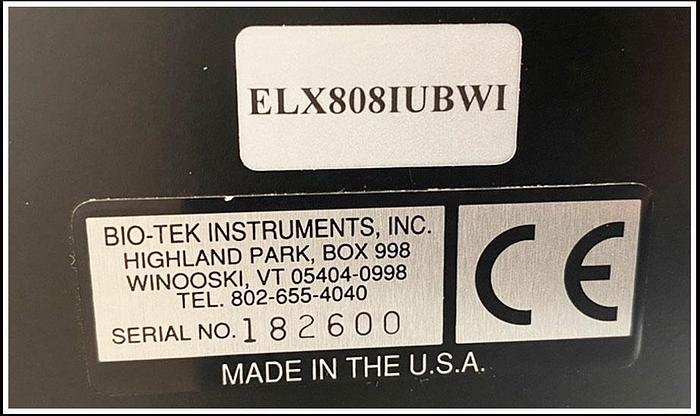 ELX808IUBWI
BIO-TEK INSTRUMENTS, INC.
HIGHLAND PARK, BOX 998
WINOOSKI, VT 05404-0998
TEL. 802-655-4040
SERIAL NO. 182600
CE
MADE IN THE U.S.A.